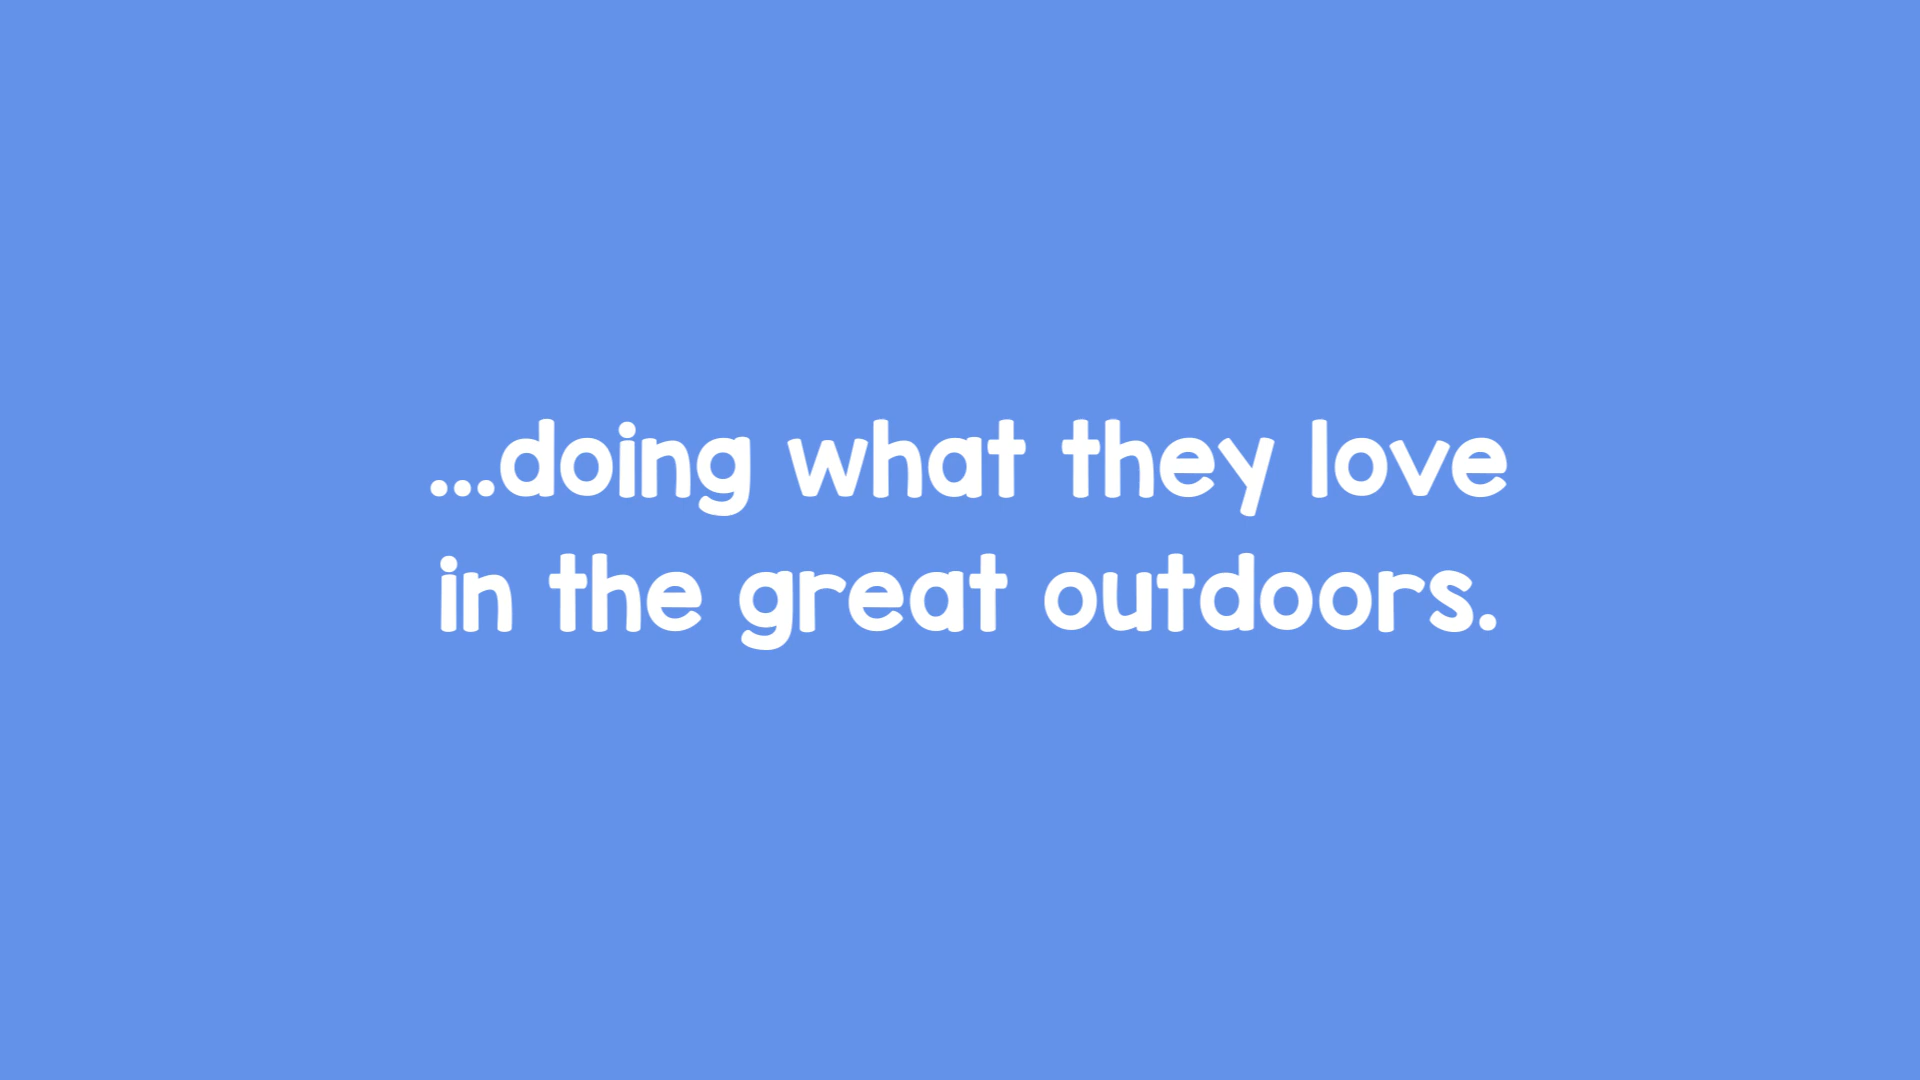 ...doing what they love
in the great outdoors.